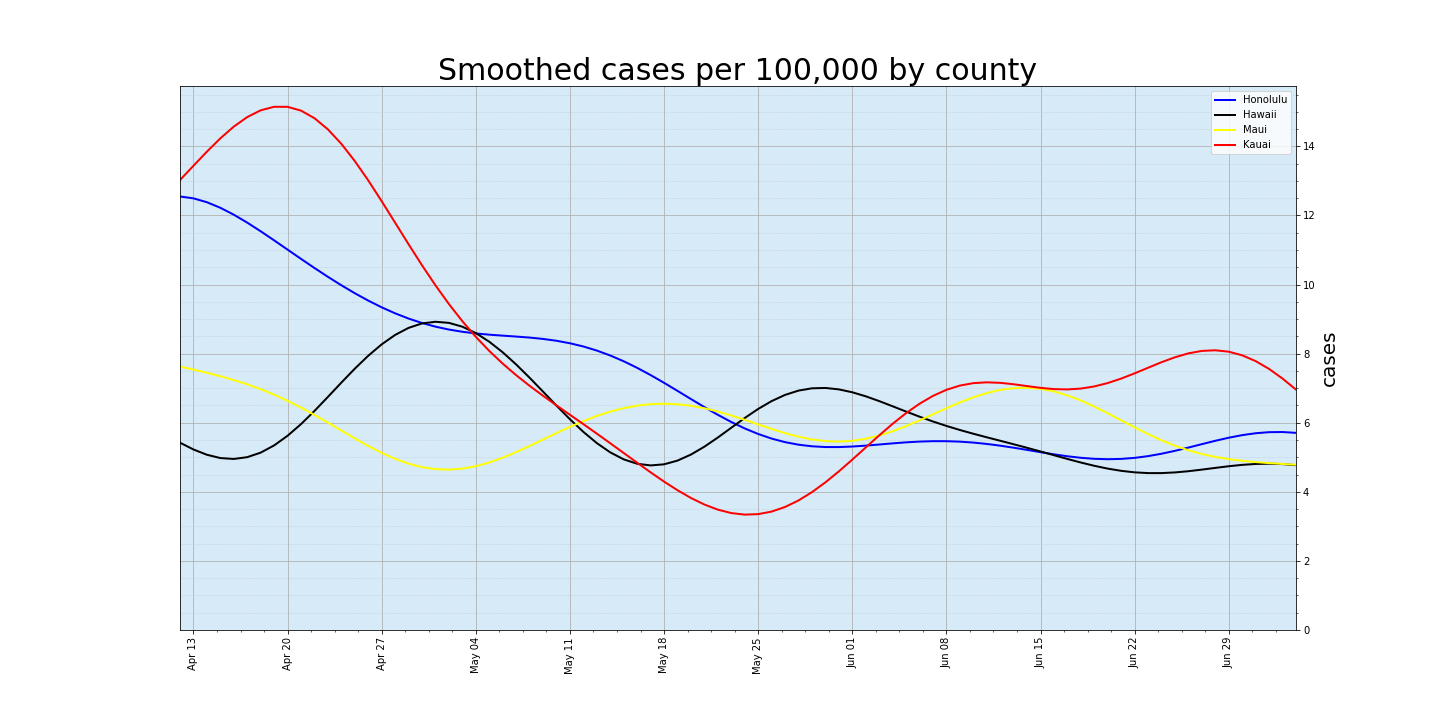 Smoothed cases per 100,000 by county
Honolulu
Hawaii
Maui
Kauai
14
12
10
8
6
4
2
0
cases
Apr 13
Apr 20
Apr 27
May 04
May 11
May 18
May 25
Jun 01
Jun 08
Jun 15
Jun 22
Jun 29